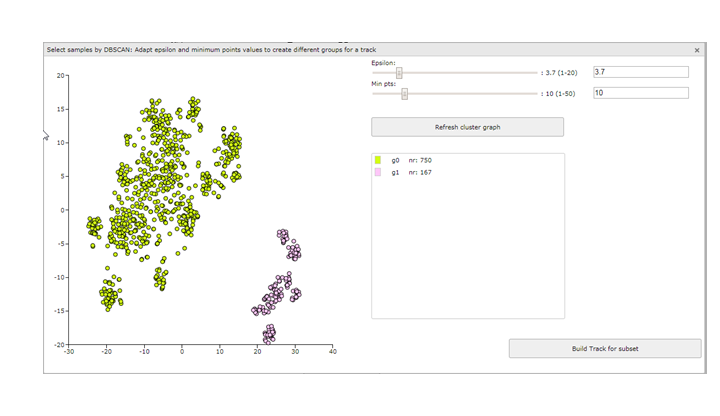 Select samples by DBSCAN: Adapt epsilon and minimum points values to create different groups for a track ×
Epsilon:
: 3.7 (1-20) 3.7
Min pts:
: 10 (1-50) 10
Refresh cluster graph
g0 nr: 750
g1 nr: 167
Build Track for subset
20
15
10
5
0
-5
-10
-15
-20
-30 -20 -10 0 10 20 30 40